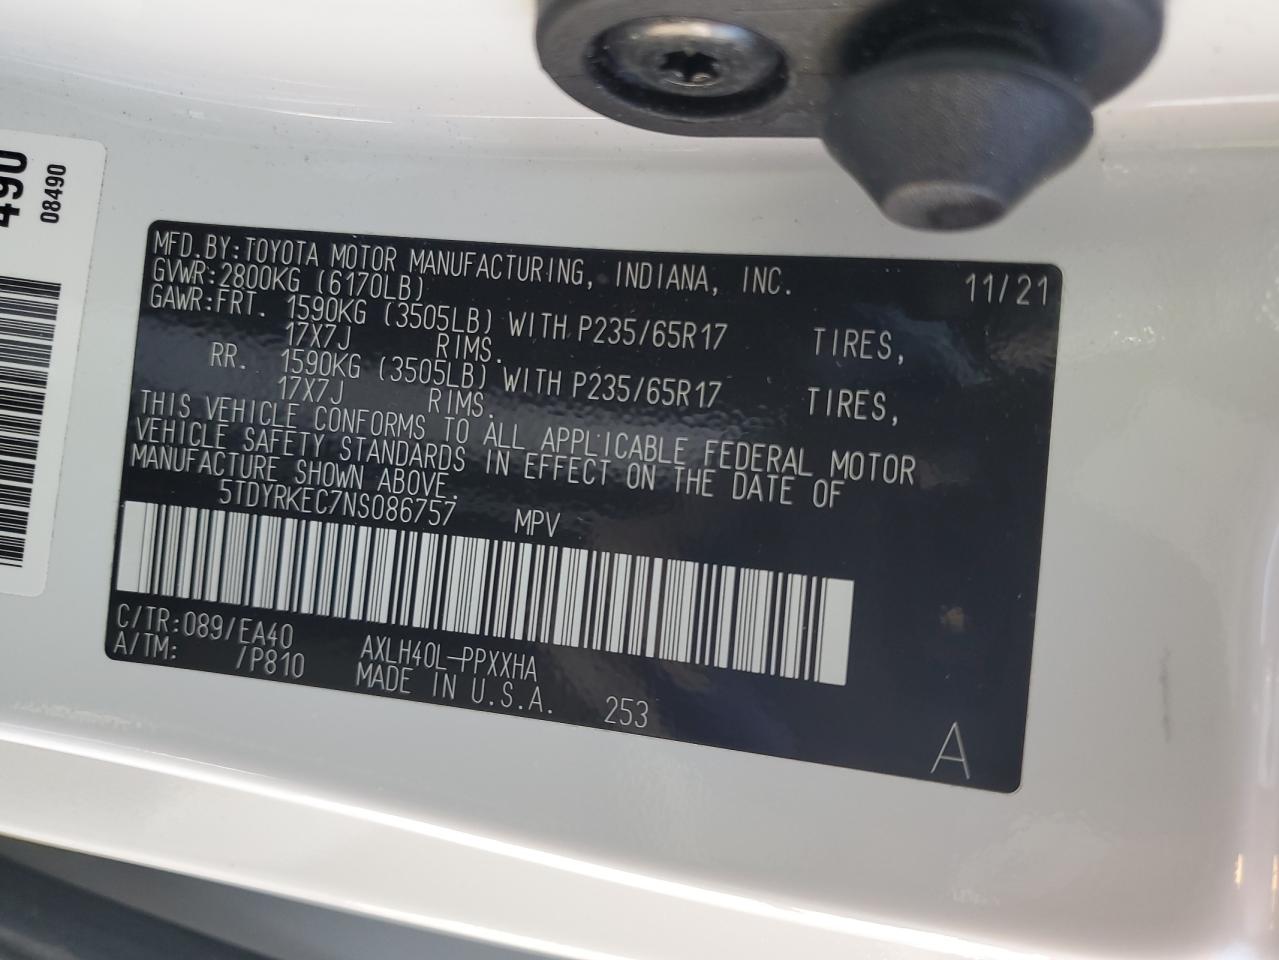 490
08490
MFD.BY:TOYOTA MOTOR MANUFACTURING, INDIANA, INC. 11/21
GVWR:2800KG (6170LB)
GAWR:FRT. 1590KG (3505LB) WITH P235/65R17 TIRES,
17X7J RIMS.
RR. 1590KG (3505LB) WITH P235/65R17 TIRES,
17X7J RIMS.
THIS VEHICLE CONFORMS TO ALL APPLICABLE FEDERAL MOTOR
VEHICLE SAFETY STANDARDS IN EFFECT ON THE DATE OF
MANUFACTURE SHOWN ABOVE.
5TDYRKEC7NS086757 MPV
C/TR:089/EA40 AXLH40L-PPXXHA
A/TM: /P810 MADE IN U.S.A. 253
A